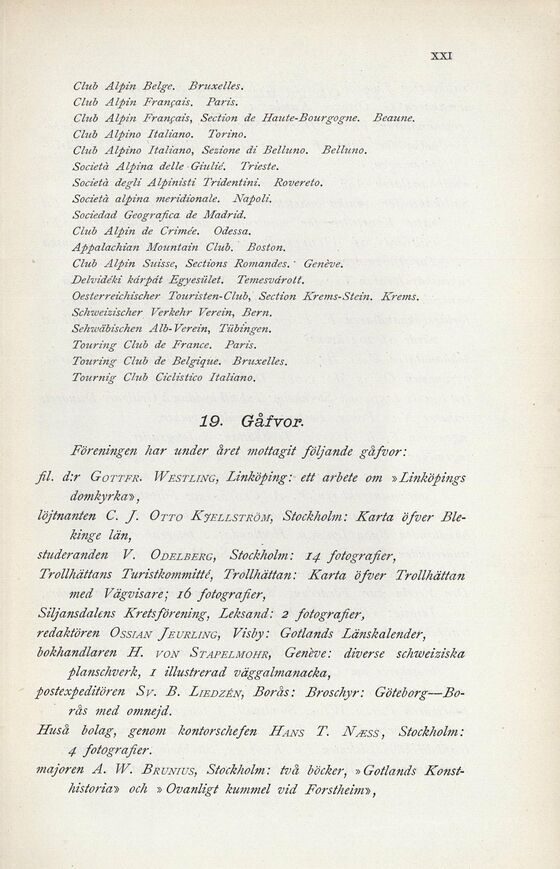 XXI
Club Alpin Belge. Bruxelles.
Club Alpin Français. Paris.
Club Alpin Français, Section de Haute-Bourgogne. Beaune.
Club Alpino Italiano. Torino.
Club Alpino Italiano, Sezione di Belluno. Belluno.
Società Alpina delle Giulié. Trieste.
Società degli Alpinisti Tridentini. Rovereto.
Società alpina meridionale. Napoli.
Sociedad Geografica de Madrid.
Club Alpin de Crimée. Odessa.
Appalachian Mountain Club. Boston.
Club Alpin Suisse, Sections Romandes. Genève.
Delvidéki kárpát Egyesület. Temesvárott.
Oesterreichischer Touristen-Club, Section Krems-Stein. Krems.
Schweizischer Verkehr Verein, Bern.
Sehwäbischen Alb-Verein, Tübingen.
Touring Club de France. Paris.
Touring Club de Belgique. Bruxelles.
Tournig Club Ciclistico Italiano.
19. Gåfvor.
Föreningen har under året mottagit följande gåfvor:
fil. d:r GOTTFR. WESTLING, Linköping: ett arbete om »Linköpings
domkyrka»,
löjtnanten C. J. OTTO KJELLSTRÖM, Stockholm: Karta öfver Ble-
kinge län,
studeranden V. ODELBERG, Stockholm: 14 fotografier,
Trollhättans Turistkommitté, Trollhättan: Karta öfver Trollhättan
med Vägvisare; 16 fotografier,
Siljansdalens Kretsförening, Leksand: 2 fotografier,
redaktören OSSIAN JEURLING, Visby: Gotlands Länskalender,
bokhandlaren H. VON STAPELMOHR, Genève: diverse schweiziska
planschverk, 1 illustrerad väggalmanacka,
postexpeditören SV. B. LIEDZÉN, Borås: Broschyr: Göteborg—Bo-
rås med omnejd.
Huså bolag, genom kontorschefen HANS T. NÆSS, Stockholm:
4 fotografier.
majoren A. W. BRUNIUS, Stockholm: två böcker, »Gotlands Konst-
historia» och »Ovanligt kummel vid Forstheim»,